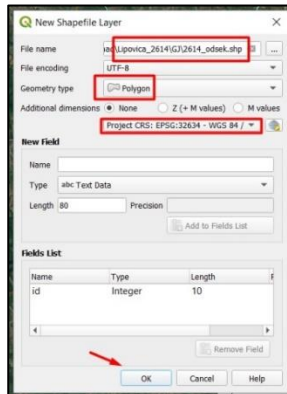 New Shapefile Layer
File name ad\Lipovica_2614\GJ\2614_odsek.shp ...
File encoding UTF-8
Geometry type Polygon
Additional dimensions None Z (+ M values) M values
Project CRS: EPSG:32634 - WGS 84 /
New Field
Name
Type abc Text Data
Length 80 Precision
Add to Fields List
Fields List
Name Type Length
id Integer 10
Remove Field
OK Cancel Help